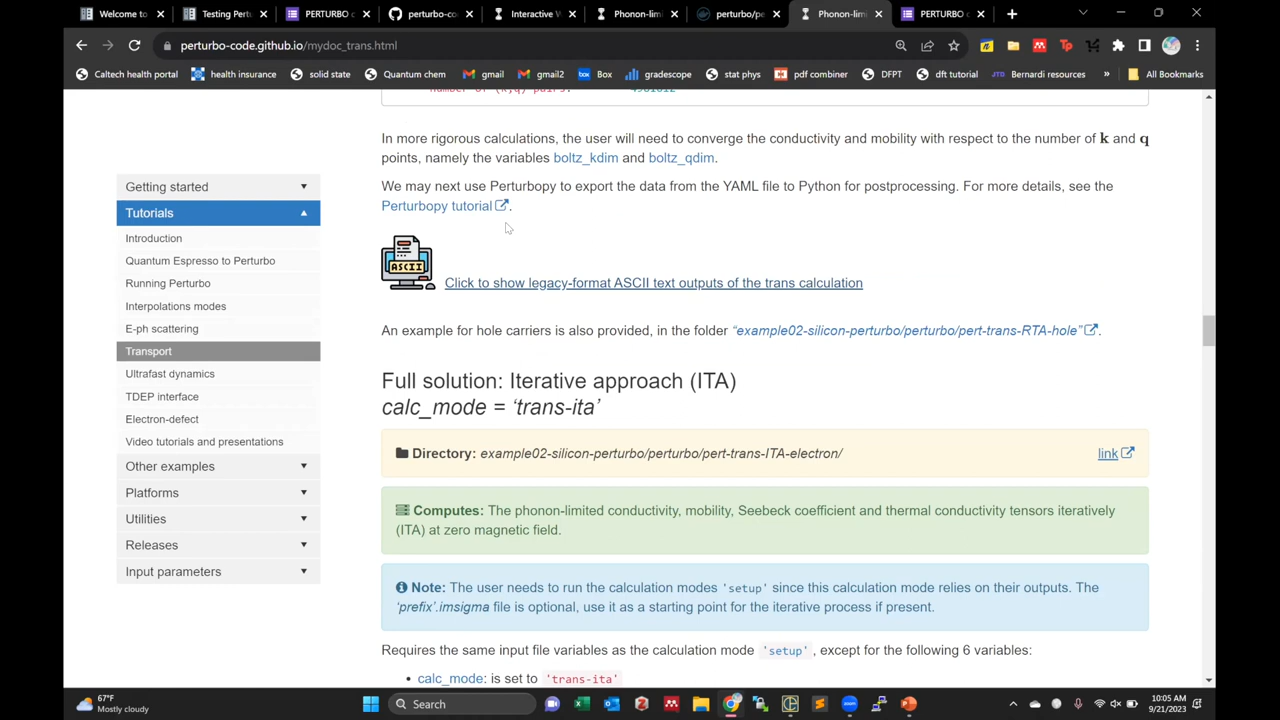 Welcome to
Testing Pertu
PERTURBO c
perturbo-co
Interactive W
Phonon-limi
perturbo/pe
Phonon-limi
PERTURBO c
perturbo-code.github.io/mydoc_trans.html
Caltech health portal
health insurance
solid state
Quantum chem
gmail
gmail2
box Box
gradescope
stat phys
pdf combiner
DFPT
dft tutorial
JTD Bernardi resources
»
All Bookmarks
In more rigorous calculations, the user will need to converge the conductivity and mobility with respect to the number of k and q
points, namely the variables boltz_kdim and boltz_qdim.
We may next use Perturbopy to export the data from the YAML file to Python for postprocessing. For more details, see the
Perturbopy tutorial.
ASCII
Click to show legacy-format ASCII text outputs of the trans calculation
An example for hole carriers is also provided, in the folder “example02-silicon-perturbo/perturbo/pert-trans-RTA-hole”.
Full solution: Iterative approach (ITA)
calc_mode = ‘trans-ita’
Directory: example02-silicon-perturbo/perturbo/pert-trans-ITA-electron/
link
Computes: The phonon-limited conductivity, mobility, Seebeck coefficient and thermal conductivity tensors iteratively
(ITA) at zero magnetic field.
Note: The user needs to run the calculation modes 'setup' since this calculation mode relies on their outputs. The
‘prefix’.imsigma file is optional, use it as a starting point for the iterative process if present.
Requires the same input file variables as the calculation mode 'setup', except for the following 6 variables:
• calc_mode: is set to 'trans-ita'
Getting started
Tutorials
Introduction
Quantum Espresso to Perturbo
Running Perturbo
Interpolations modes
E-ph scattering
Transport
Ultrafast dynamics
TDEP interface
Electron-defect
Video tutorials and presentations
Other examples
Platforms
Utilities
Releases
Input parameters
67°F
Mostly cloudy
Search
10:05 AM
9/21/2023